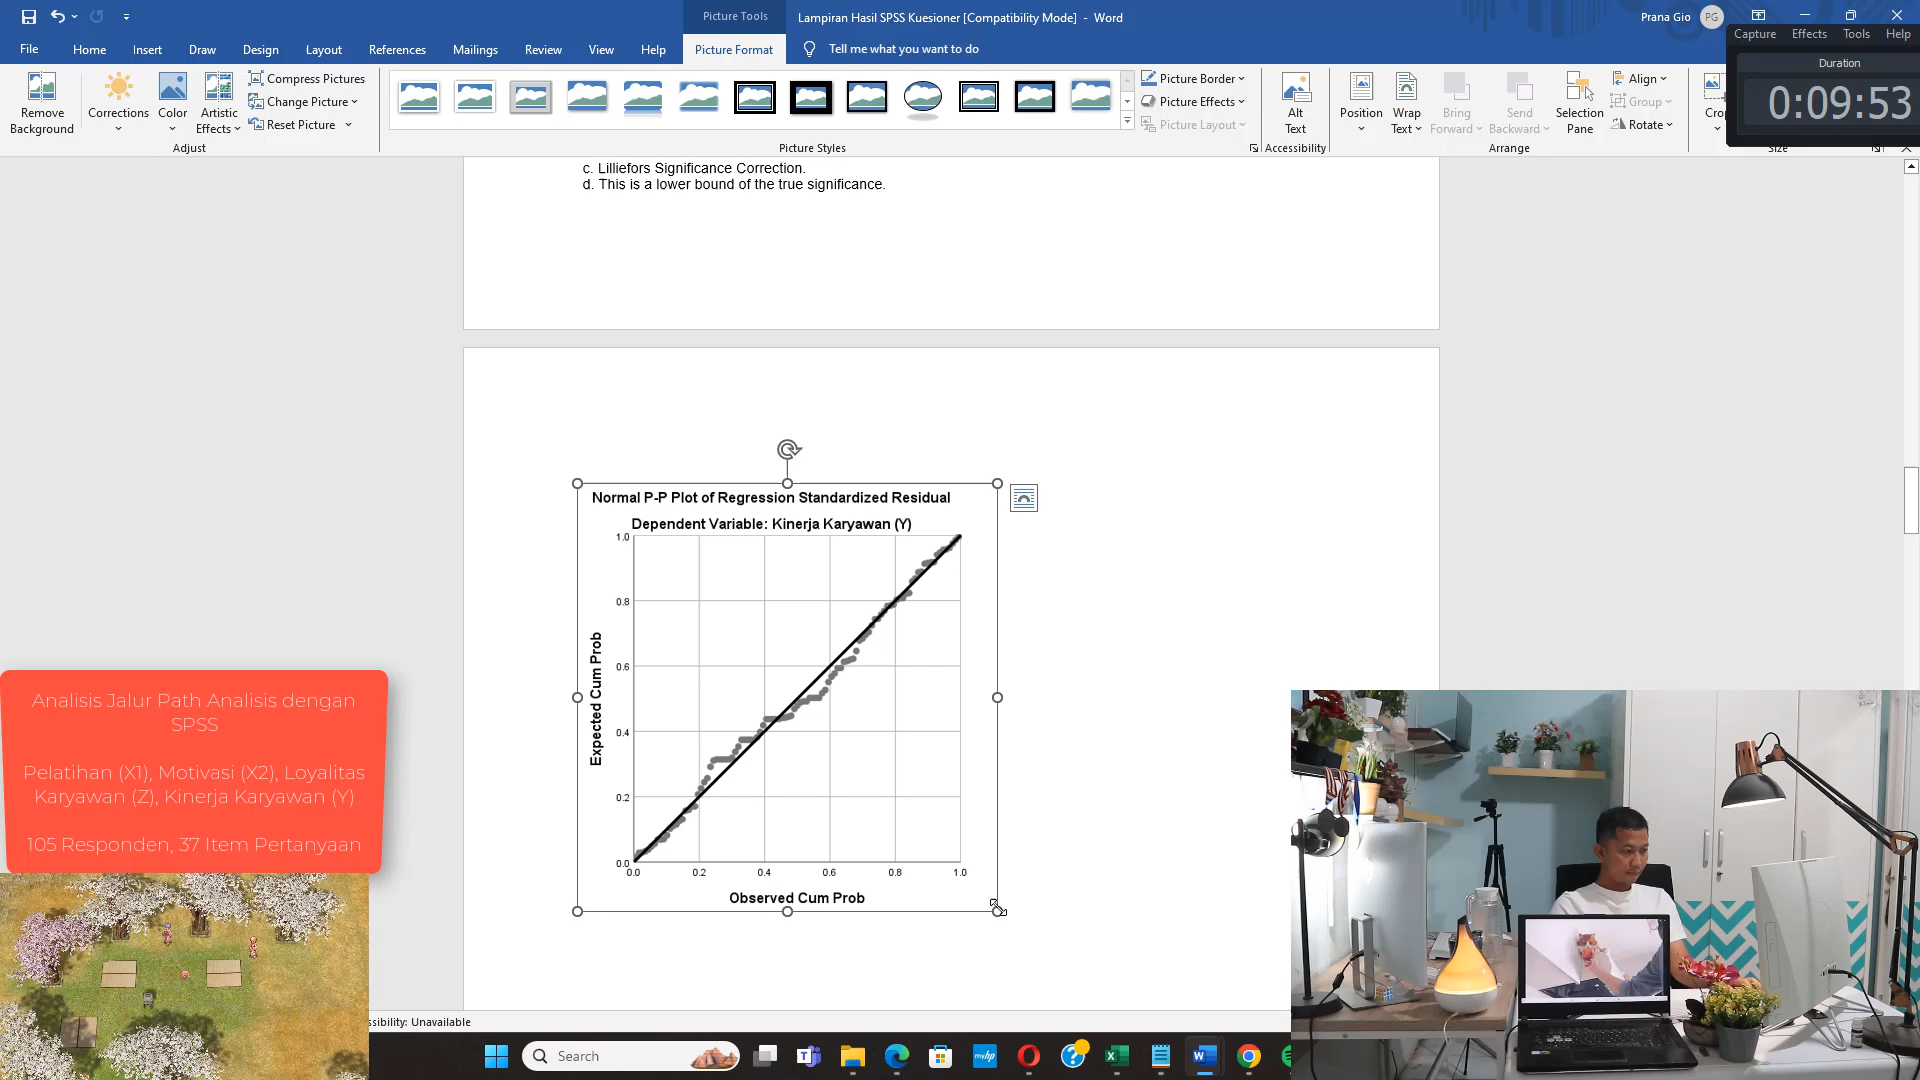 Picture Tools
Lampiran Hasil SPSS Kuesioner [Compatibility Mode] - Word
Prana Gio PG
File Home Insert Draw Design Layout References Mailings Review View Help Picture Format Tell me what you want to do
Capture Effects Tools Help
Duration
0:09:53
Remove Background
Corrections
Color
Artistic Effects
Compress Pictures
Change Picture
Reset Picture
Adjust
Picture Styles
Picture Border
Picture Effects
Picture Layout
Alt Text
Accessibility
Position
Wrap Text
Bring Forward
Send Backward
Selection Pane
Align
Group
Rotate
Arrange
Crop
Size
c. Lilliefors Significance Correction.
d. This is a lower bound of the true significance.
Normal P-P Plot of Regression Standardized Residual
Dependent Variable: Kinerja Karyawan (Y)
Expected Cum Prob
1.0
0.8
0.6
0.4
0.2
0.0
0.0 0.2 0.4 0.6 0.8 1.0
Observed Cum Prob
Analisis Jalur Path Analisis dengan
SPSS
Pelatihan (X1), Motivasi (X2), Loyalitas
Karyawan (Z), Kinerja Karyawan (Y)
105 Responden, 37 Item Pertanyaan
ssibility: Unavailable
Search
myhp